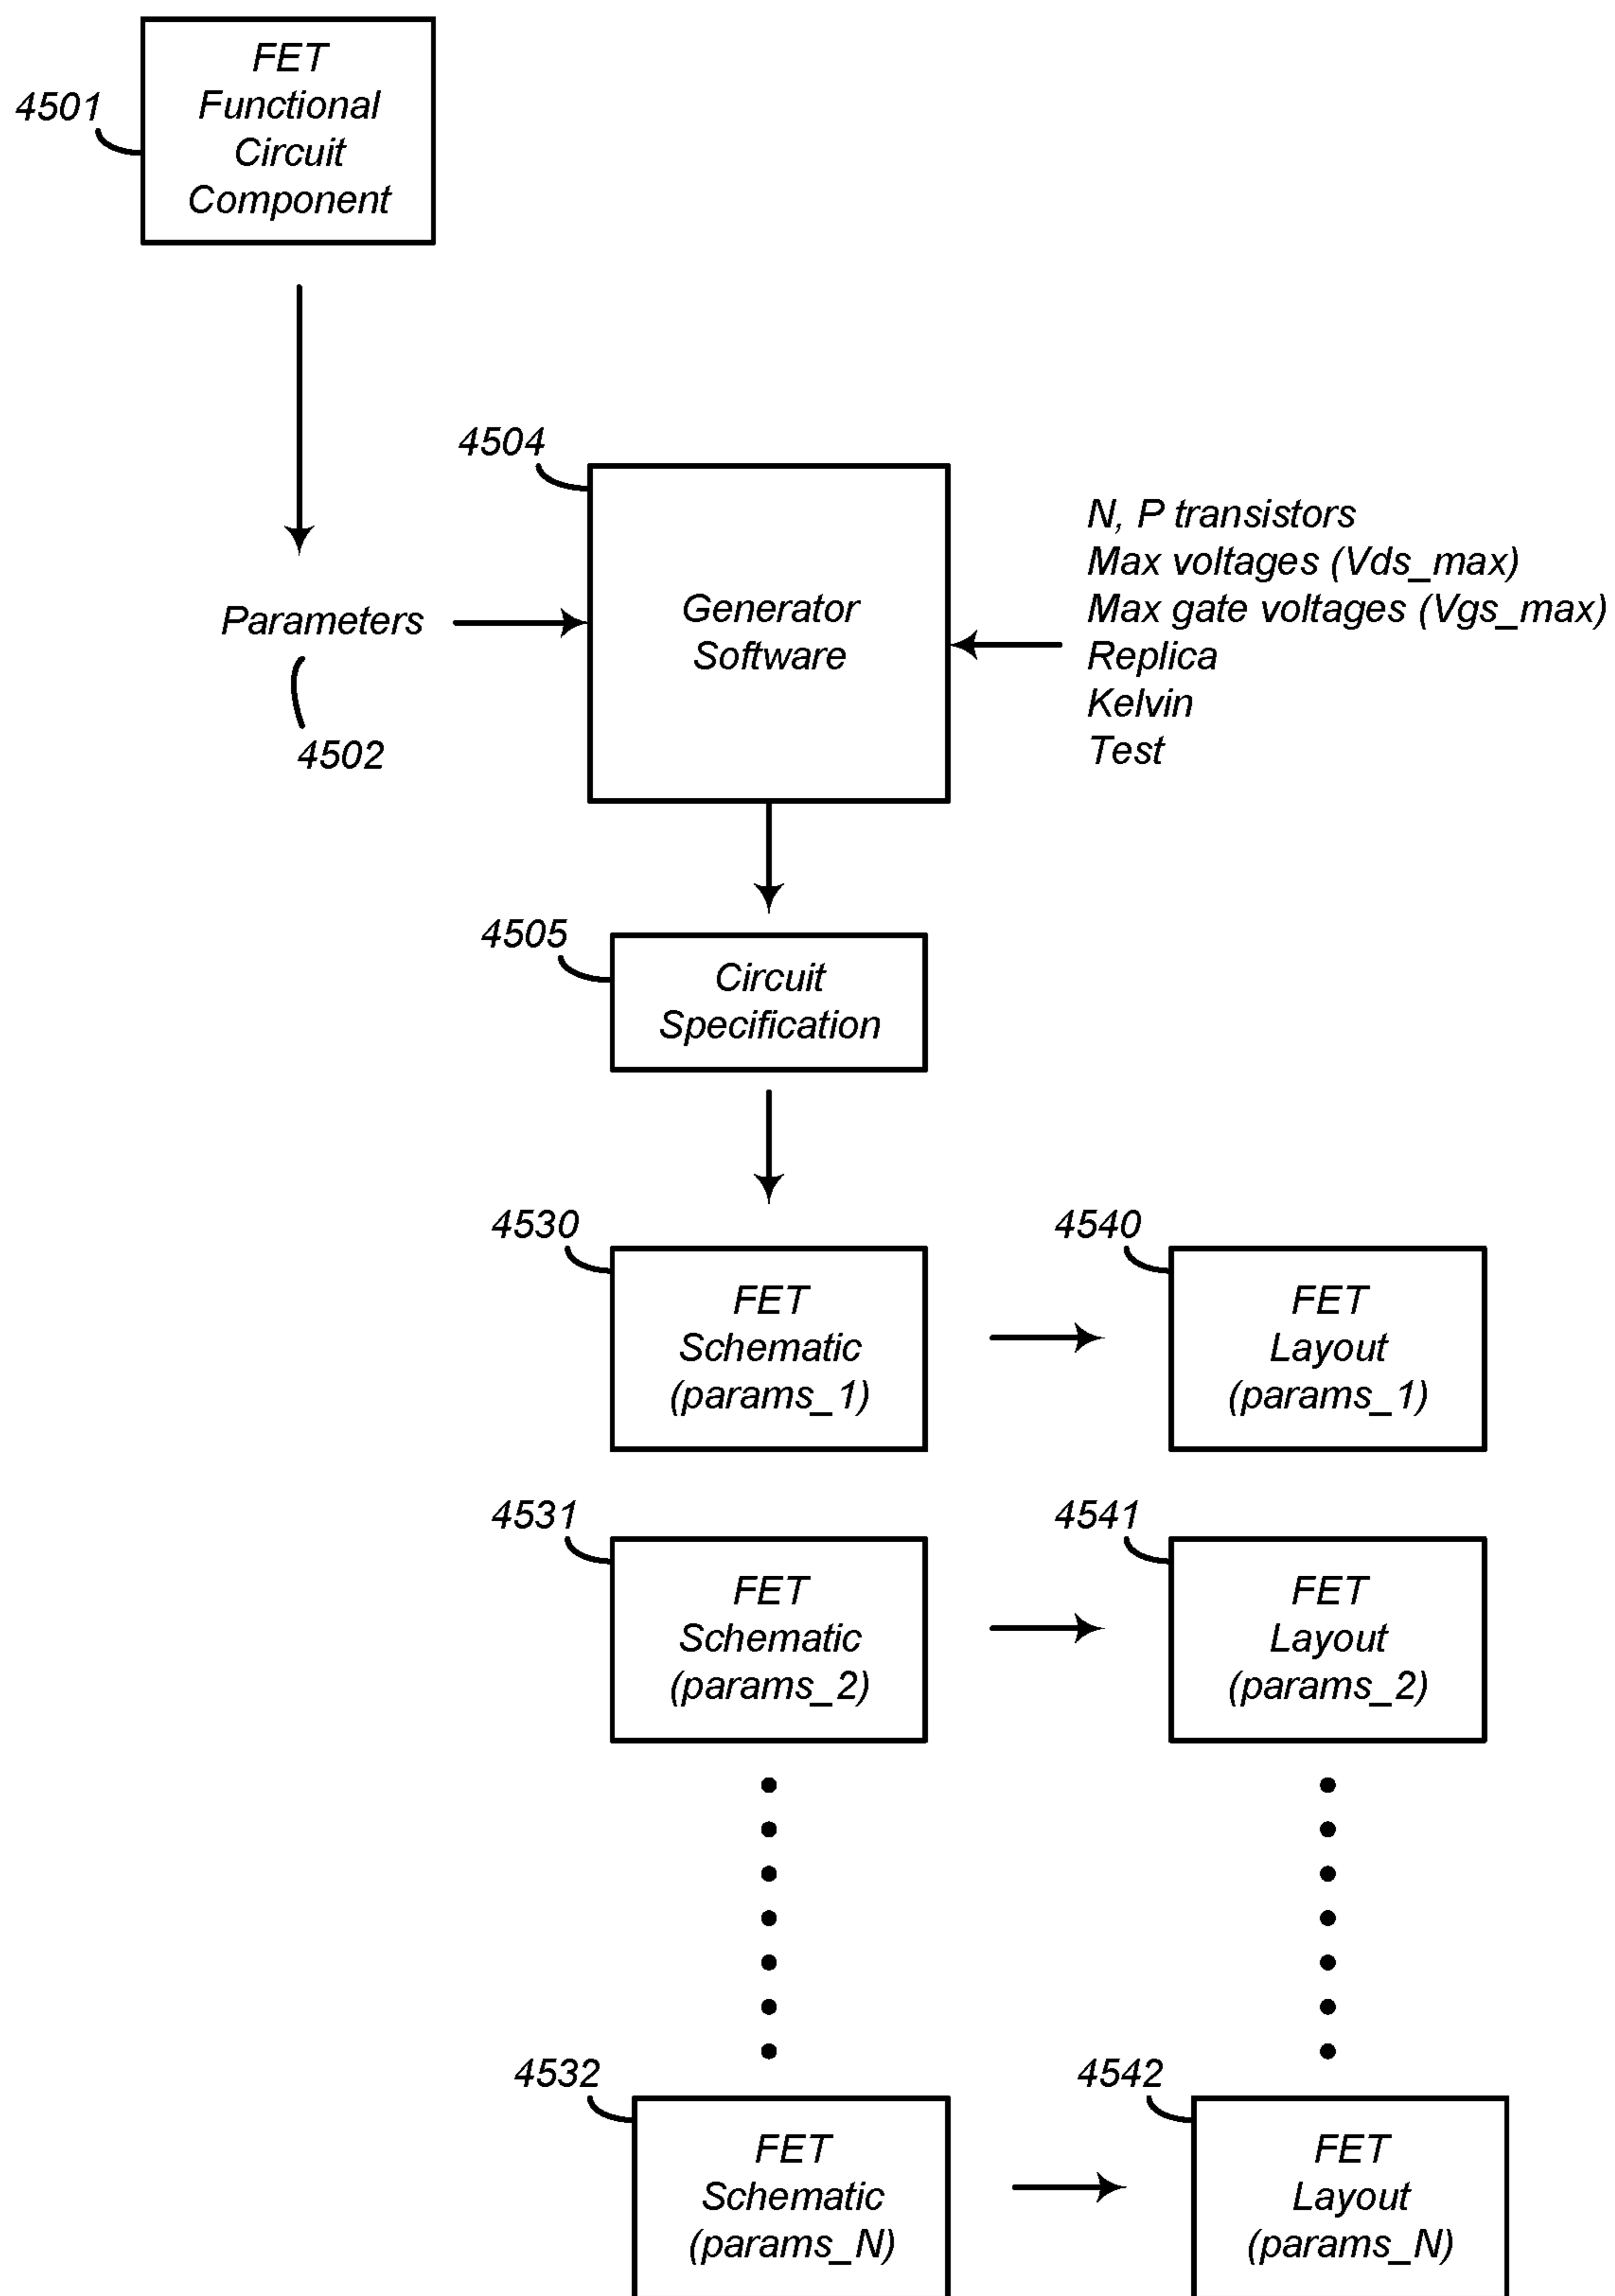 FET
Functional
Circuit
Component
4501
4504
Generator
Software
N, P transistors
Max voltages (Vds_max)
Max gate voltages (Vgs_max)
Replica
Kelvin
Test
Parameters
4502
4505
Circuit
Specification
4530
FET
Schematic
(params_1)
4540
FET
Layout
(params_1)
4531
FET
Schematic
(params_2)
4541
FET
Layout
(params_2)
4532
FET
Schematic
(params_N)
4542
FET
Layout
(params_N)